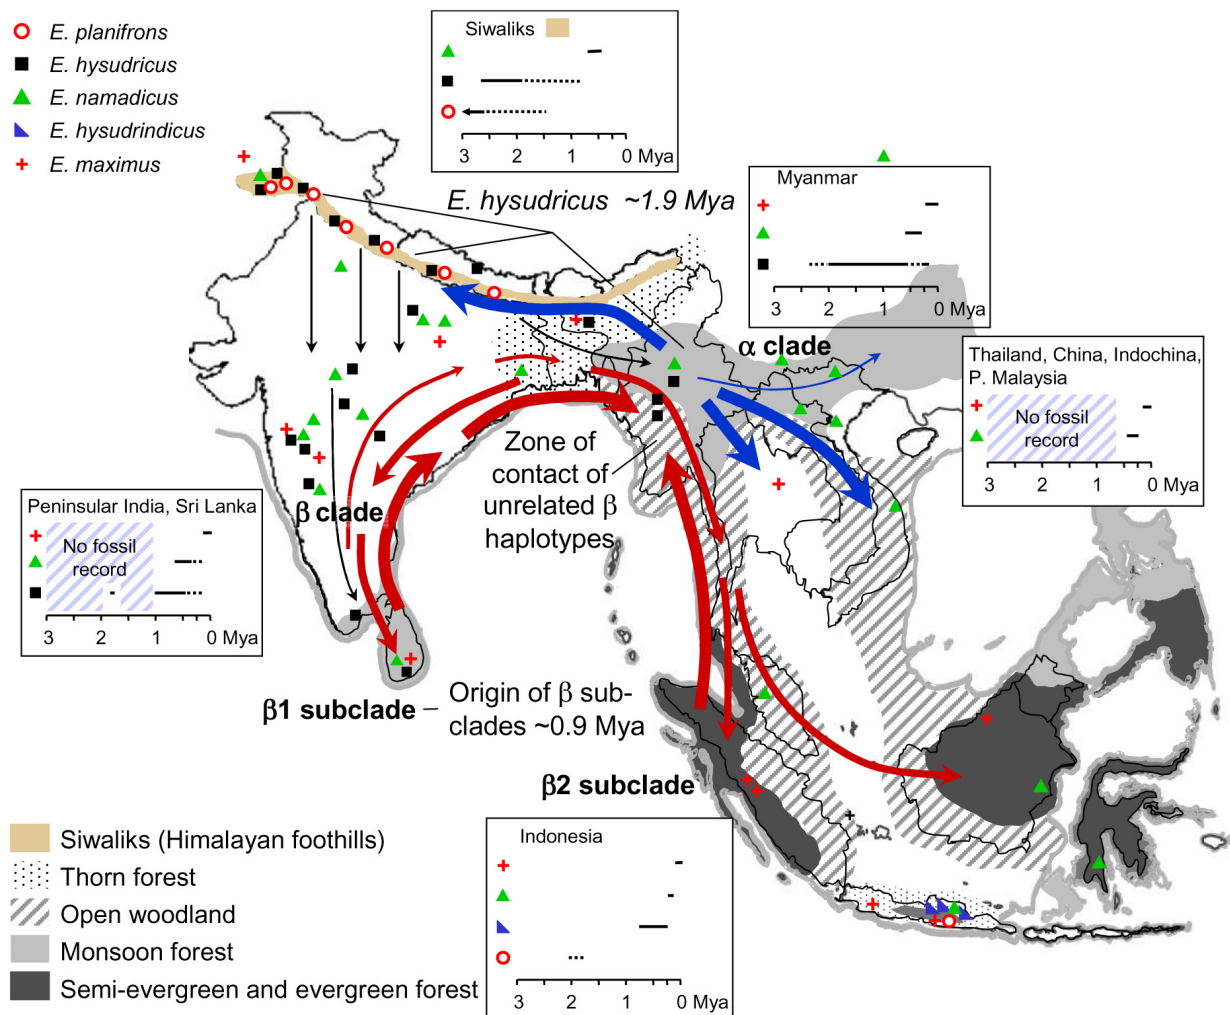 E. planifrons
E. hysudricus
E. namadicus
E. hysudrindicus
E. maximus
Siwaliks
3 2 1 0 Mya
E. hysudricus ~1.9 Mya
Myanmar
3 2 1 0 Mya
α clade
Thailand, China, Indochina,
P. Malaysia
No fossil
record
3 2 1 0 Mya
Zone of
contact of
unrelated β
haplotypes
β clade
Peninsular India, Sri Lanka
No fossil
record
3 2 1 0 Mya
β1 subclade
Origin of β sub-
clades ~0.9 Mya
β2 subclade
Indonesia
3 2 1 0 Mya
Siwaliks (Himalayan foothills)
Thorn forest
Open woodland
Monsoon forest
Semi-evergreen and evergreen forest